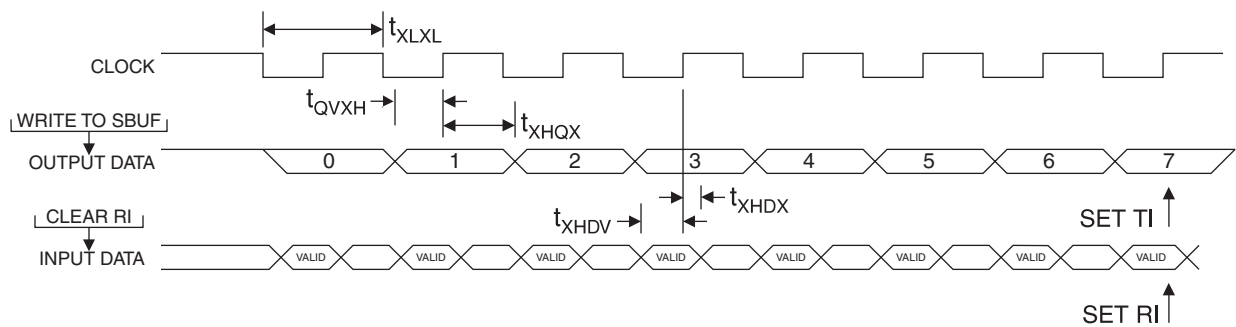 tXLXL
CLOCK
tQVXH
tXHQX
WRITE TO SBUF
OUTPUT DATA
0 1 2 3 4 5 6 7
tXHDX
tXHDV
SET TI
CLEAR RI
INPUT DATA
VALID VALID VALID VALID VALID VALID VALID VALID
SET RI